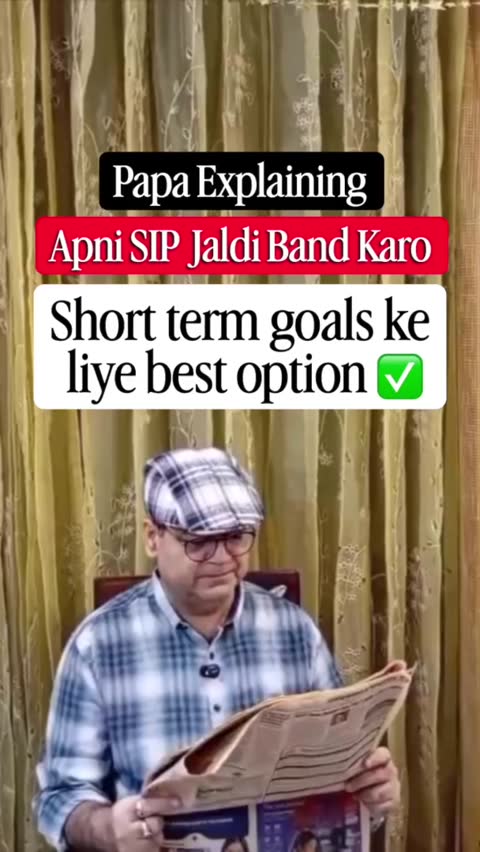 Papa Explaining
Apni SIP Jaldi Band Karo
Short term goals ke
liye best option ✅